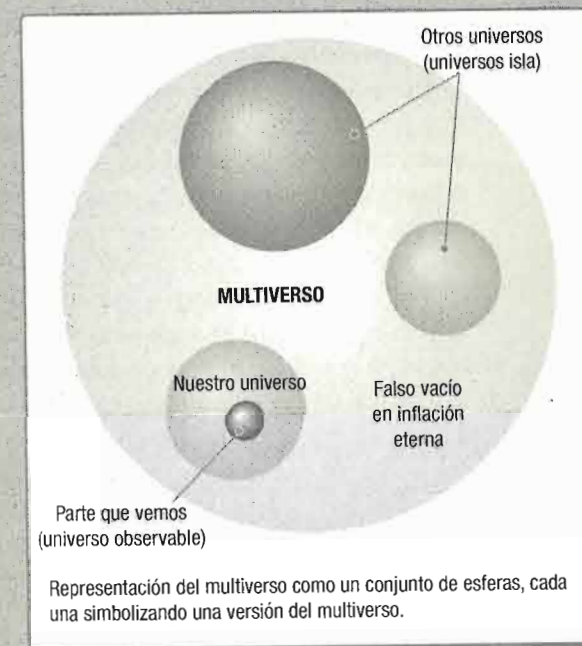 Otros universos
(universos isla)
MULTIVERSO
Nuestro universo
Falso vacío
en inflación
eterna
Parte que vemos
(universo observable)
Representación del multiverso como un conjunto de esferas, cada
una simbolizando una versión del multiverso.